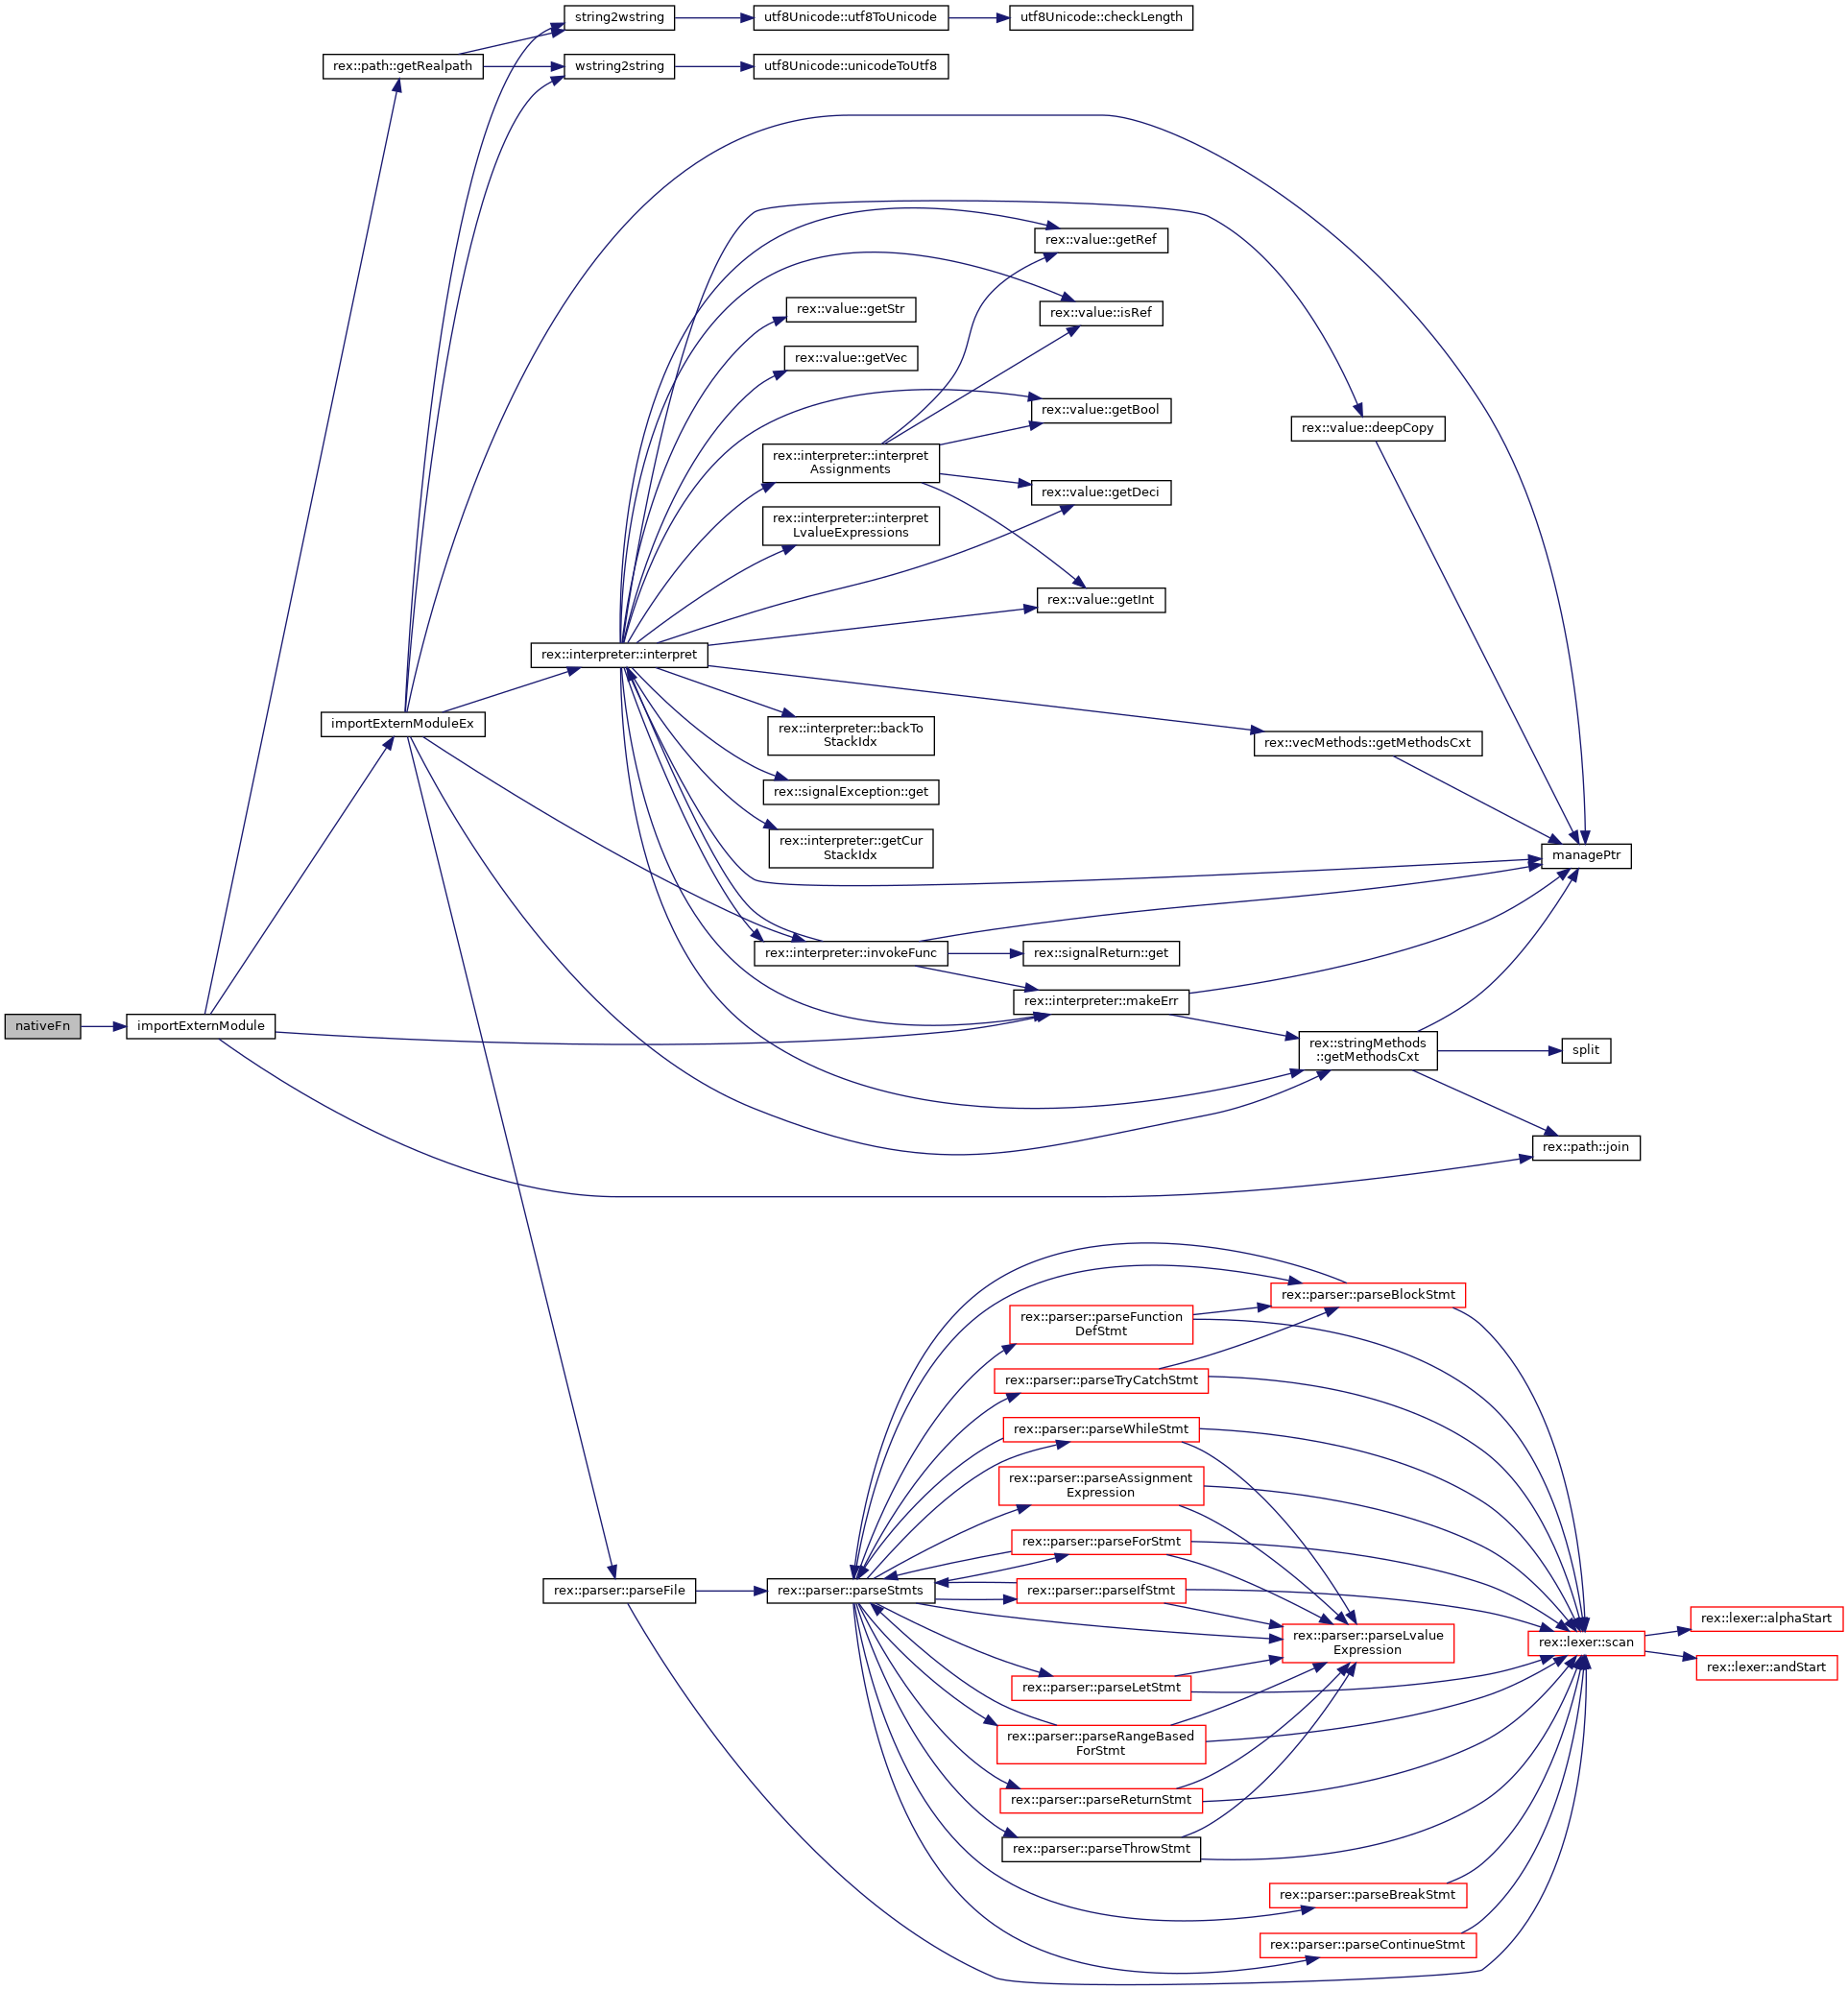 string2wstring
utf8Unicode::utf8ToUnicode
utf8Unicode::checkLength
rex::path::getRealpath
wstring2string
utf8Unicode::unicodeToUtf8
rex::value::getRef
rex::value::getStr
rex::value::isRef
rex::value::getVec
rex::value::getBool
rex::value::deepCopy
rex::interpreter::interpret
Assignments
rex::value::getDeci
rex::interpreter::interpret
LvalueExpressions
rex::value::getInt
rex::interpreter::interpret
importExternModuleEx
rex::interpreter::backTo
StackIdx
rex::vecMethods::getMethodsCxt
rex::signalException::get
rex::interpreter::getCur
StackIdx
managePtr
rex::interpreter::invokeFunc
rex::signalReturn::get
rex::interpreter::makeErr
nativeFn
importExternModule
rex::stringMethods
::getMethodsCxt
split
rex::path::join
rex::parser::parseBlockStmt
rex::parser::parseFunction
DefStmt
rex::parser::parseTryCatchStmt
rex::parser::parseWhileStmt
rex::parser::parseAssignment
Expression
rex::parser::parseForStmt
rex::parser::parseFile
rex::parser::parseStmts
rex::parser::parseIfStmt
rex::lexer::alphaStart
rex::parser::parseLvalue
Expression
rex::lexer::scan
rex::lexer::andStart
rex::parser::parseLetStmt
rex::parser::parseRangeBased
ForStmt
rex::parser::parseReturnStmt
rex::parser::parseThrowStmt
rex::parser::parseBreakStmt
rex::parser::parseContinueStmt